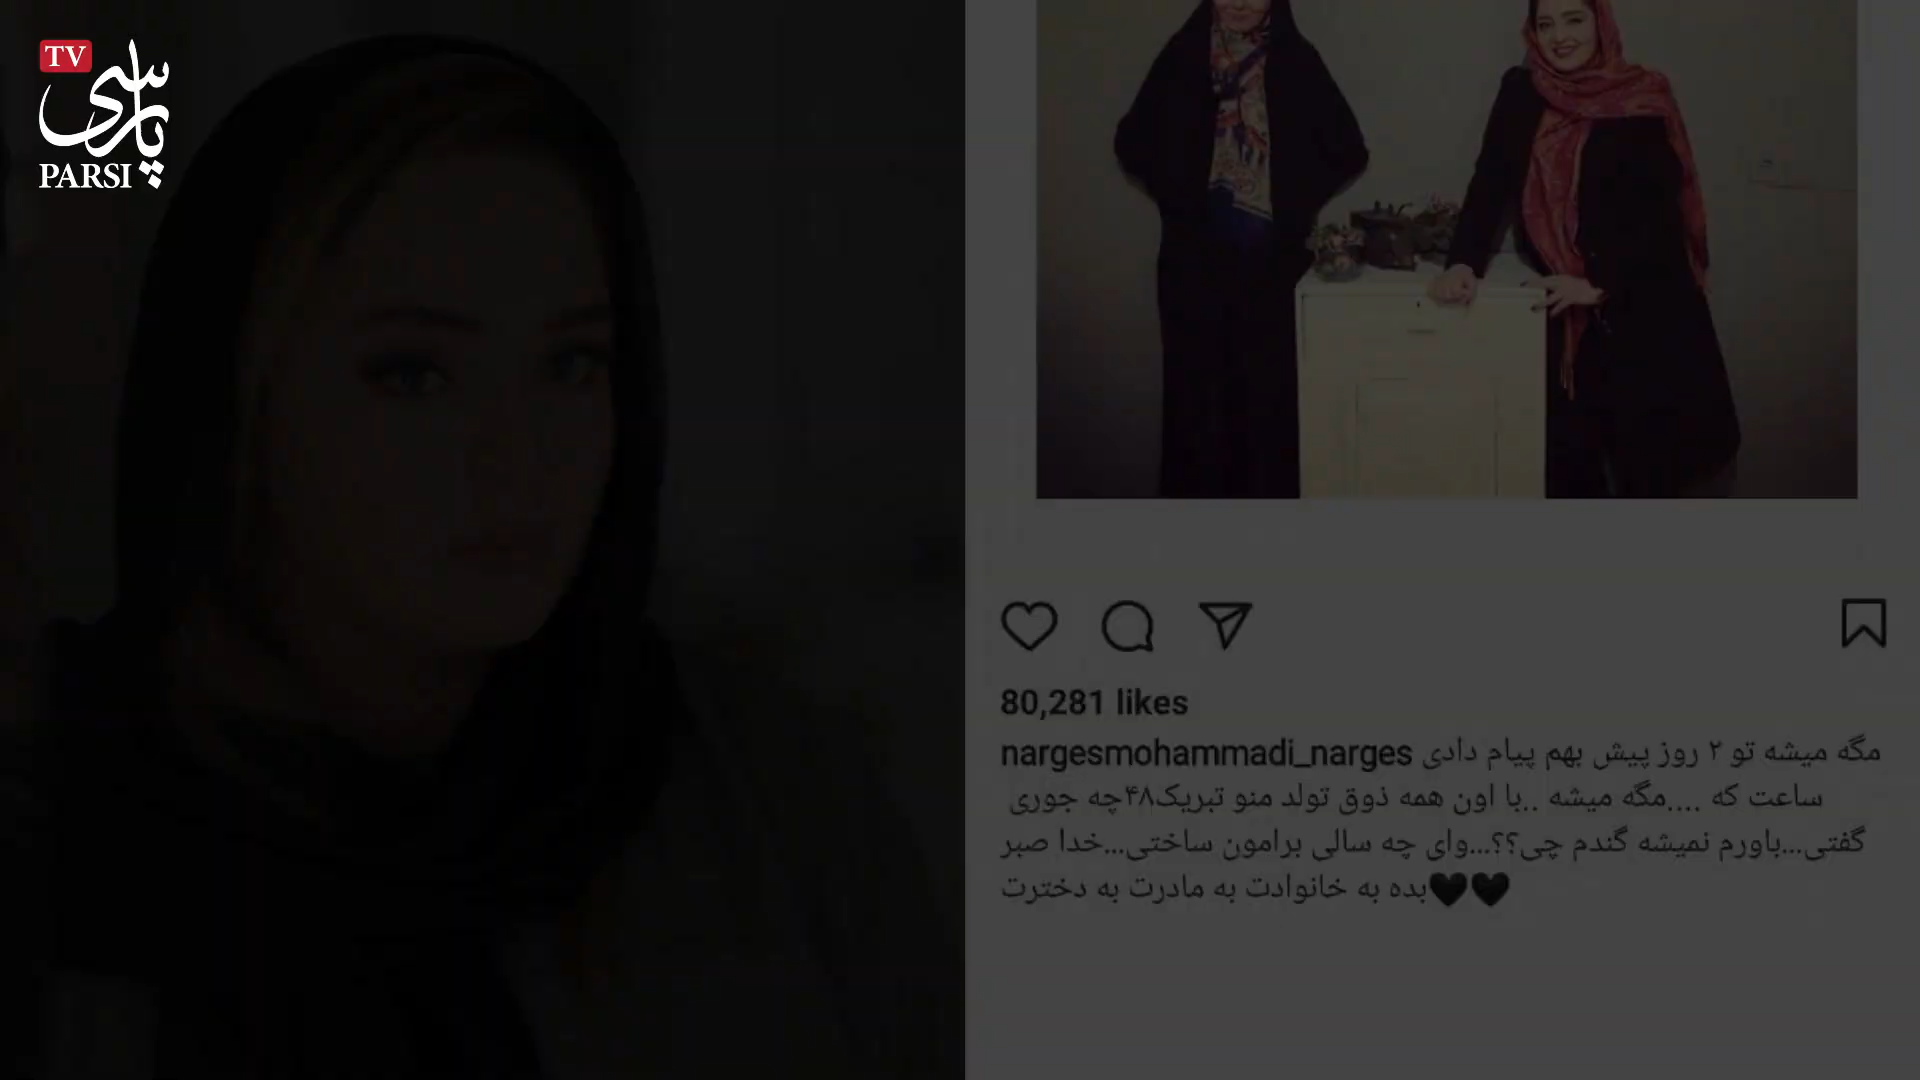 TV
پارسی
PARSI
80,281 likes
nargesmohammadi_narges مگه میشه تو ۲ روز پیش بهم پیام دادی
ساعت که ....مگه میشه ..با اون همه ذوق تولد منو تبریک۴۸چه جوری
گفتی...باورم نمیشه گندم چی؟؟...وای چه سالی برامون ساختی...خدا صبر
بده به خانوادت به مادرت به دخترت🖤🖤